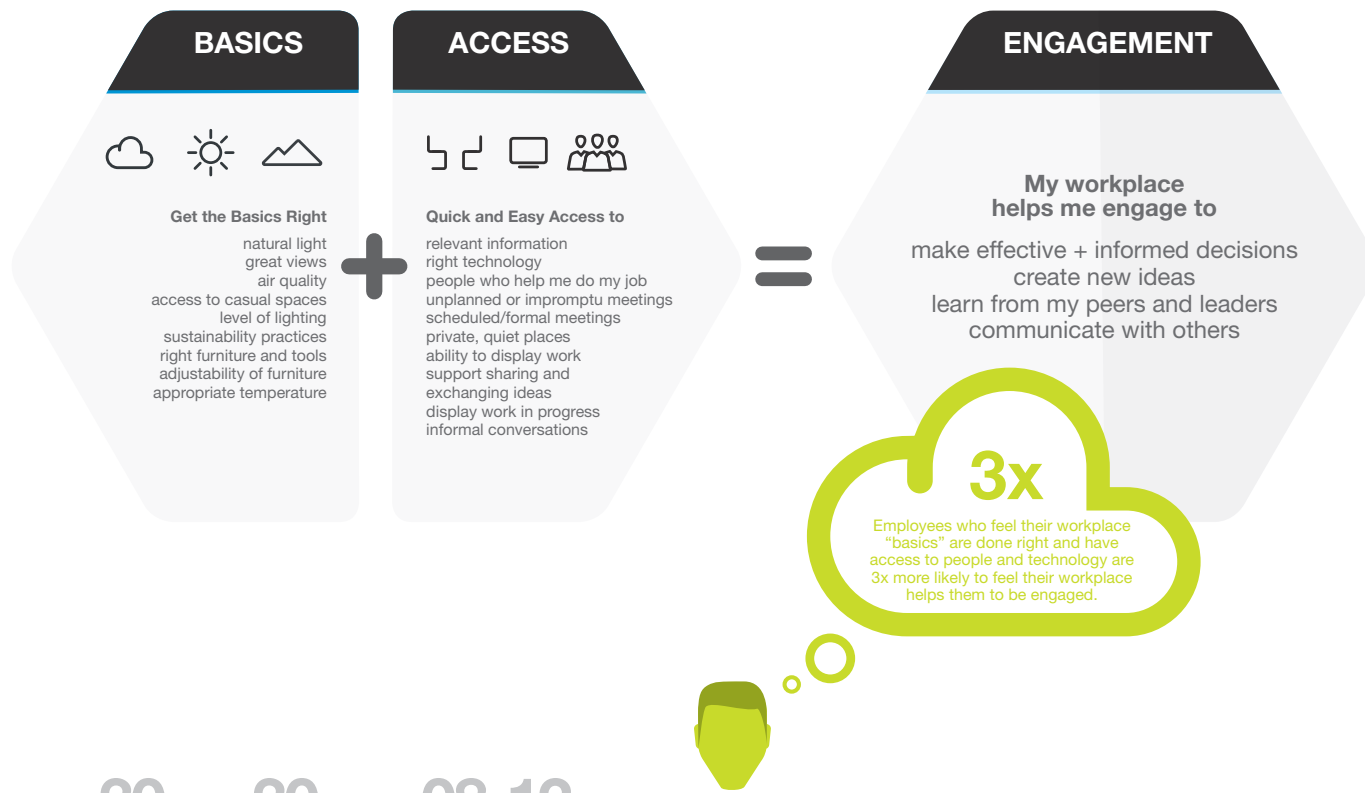 BASICS
Get the Basics Right
natural light
great views
air quality
access to casual spaces
level of lighting
sustainability practices
right furniture and tools
adjustability of furniture
appropriate temperature
ACCESS
Quick and Easy Access to
relevant information
right technology
people who help me do my job
unplanned or impromptu meetings
scheduled/formal meetings
private, quiet places
ability to display work
support sharing and
exchanging ideas
display work in progress
informal conversations
ENGAGEMENT
My workplace
helps me engage to
make effective + informed decisions
create new ideas
learn from my peers and leaders
communicate with others
3x
Employees who feel their workplace
“basics” are done right and have
access to people and technology are
3x more likely to feel their workplace
helps them to be engaged.